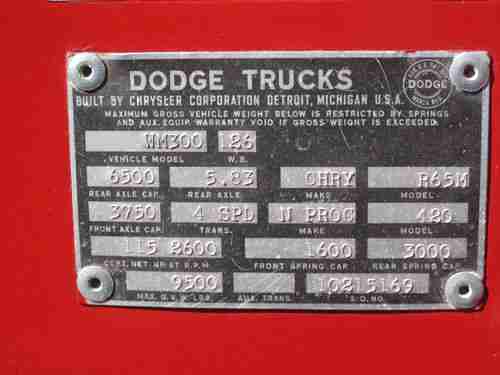 DODGE TRUCKS
DODGE
BUILT BY CHRYSLER CORPORATION DETROIT, MICHIGAN U.S.A.
MAXIMUM GROSS VEHICLE WEIGHT BELOW IS RESTRICTED BY SPRINGS
AND AUX. EQUIP. WARRANTY VOID IF GROSS WEIGHT IS EXCEEDED.
WM300 126
VEHICLE MODEL W.B.
6500 5.83 CHRY R65M
REAR AXLE CAP. REAR AXLE MAKE MODEL
3750 4 SPD N PROC 420
FRONT AXLE CAP. TRANS. MAKE MODEL
115 2600 1600 3000
CERT. NET HP. ST R.P.M. FRONT SPRING CAP. REAR SPRING CAP.
9500 10215169
MAX. G.V.W. LBS. AUX. TRANS. S.O. NO.